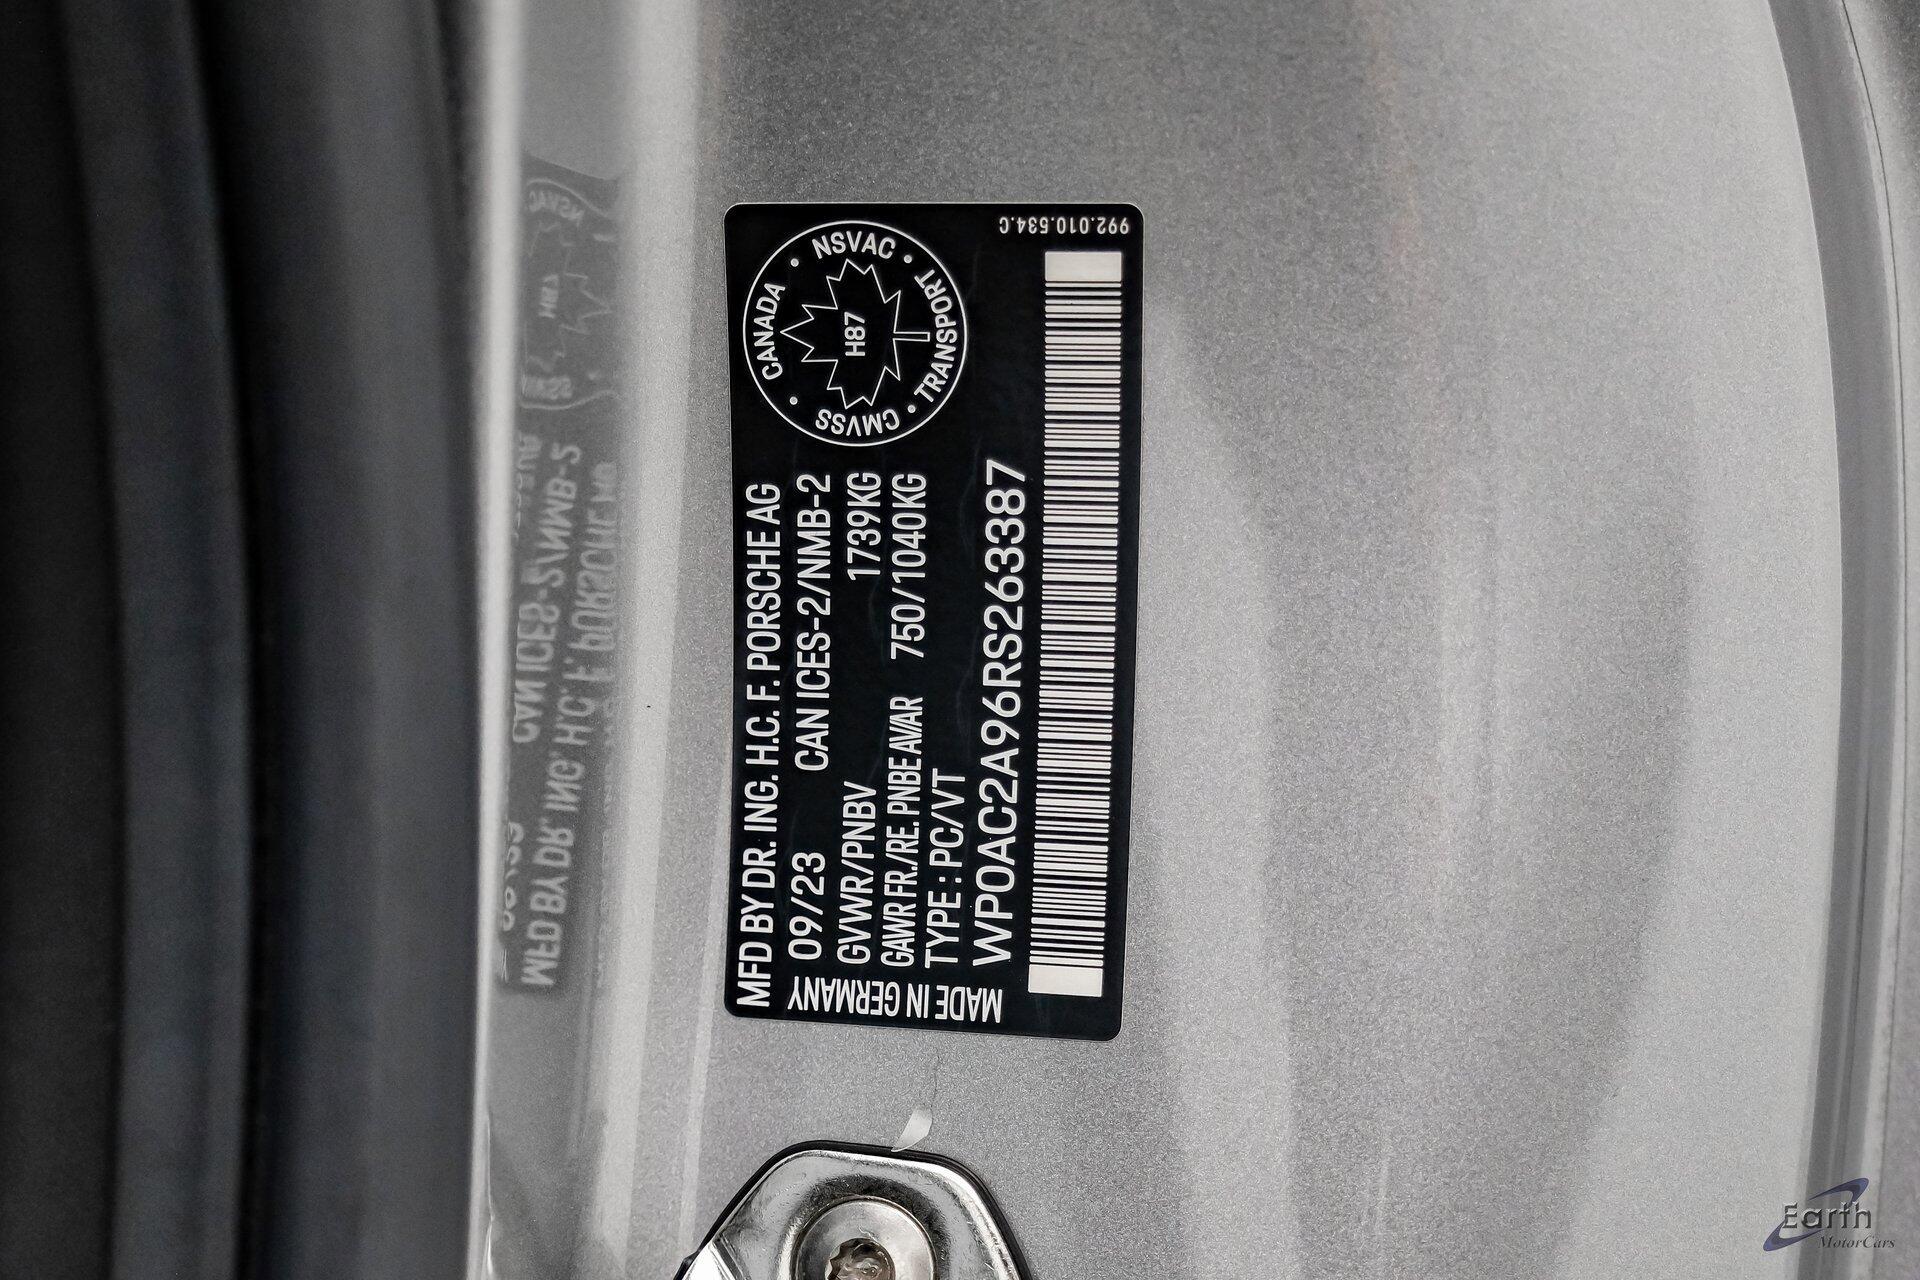 MFD BY DR. ING. H.C. F. PORSCHE AG
09/23 CAN ICES-2/NMB-2
GVWR/PNBV 1739KG
GAWR FR./RE. PNBE AV/AR 750/1040KG
TYPE : PC/VT
WP0AC2A96RS263387
MADE IN GERMANY
CANADA • NSVAC • TRANSPORT • CMVSS •
H87
992.010.534.C
Earth
MotorCars